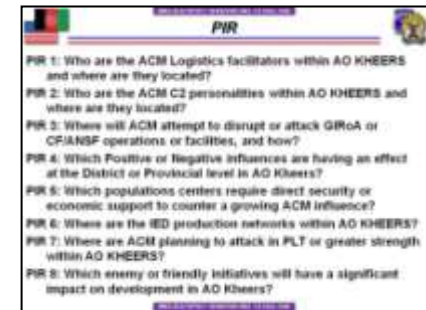 PIR
PIR 1: Who are the ACM Logistics facilitators within AO KHEERS
and where are they located?
PIR 2: Who are the ACM C2 personalities within AO KHEERS and
where are they located?
PIR 3: Where will ACM attempt to disrupt or attack GIRoA or
CF/ANSF operations or facilities, and how?
PIR 4: Which Positive or Negative influences are having an effect
at the District or Provincial level in AO Kheers?
PIR 5: Which populations centers require direct security or
economic support to counter a growing ACM influence?
PIR 6: Where are the IED production networks within AO KHEERS?
PIR 7: Where are ACM planning to attack in PLT or greater strength
within AO KHEERS?
PIR 8: Which enemy or friendly initiatives will have a significant
impact on development in AO Kheers?